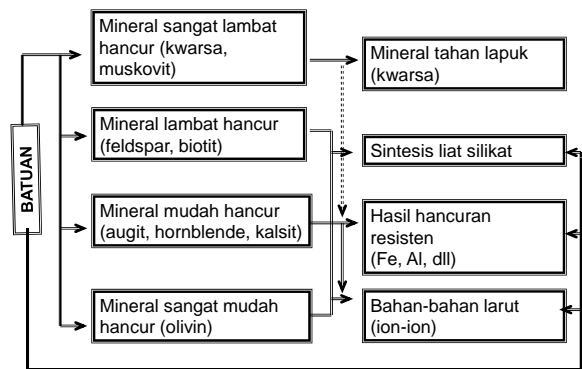 BATUAN
Mineral sangat lambat
hancur (kwarsa,
muskovit)
Mineral lambat hancur
(feldspar, biotit)
Mineral mudah hancur
(augit, hornblende, kalsit)
Mineral sangat mudah
hancur (olivin)
Mineral tahan lapuk
(kwarsa)
Sintesis liat silikat
Hasil hancuran
resisten
(Fe, Al, dll)
Bahan-bahan larut
(ion-ion)